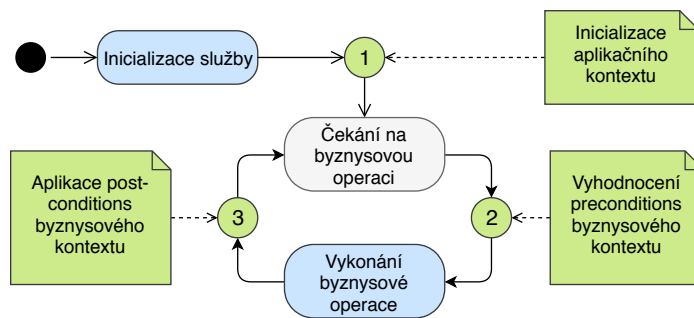 Inicializace služby
1
Inicializace
aplikačního
kontextu
Čekání na
byznysovou
operaci
Aplikace post-
conditions
byznysového
kontextu
3
2
Vyhodnocení
preconditions
byznysového
kontextu
Vykonání
byznysové
operace